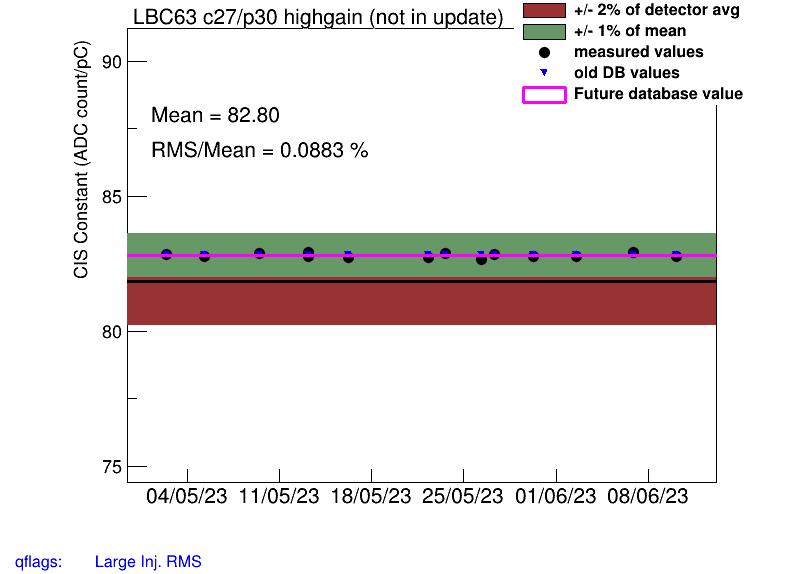 LBC63 c27/p30 highgain (not in update)
+/- 2% of detector avg
+/- 1% of mean
measured values
old DB values
Future database value
CIS Constant (ADC count/pC)
Mean = 82.80
RMS/Mean = 0.0883 %
90
85
80
75
04/05/23 11/05/23 18/05/23 25/05/23 01/06/23 08/06/23
qflags: Large Inj. RMS